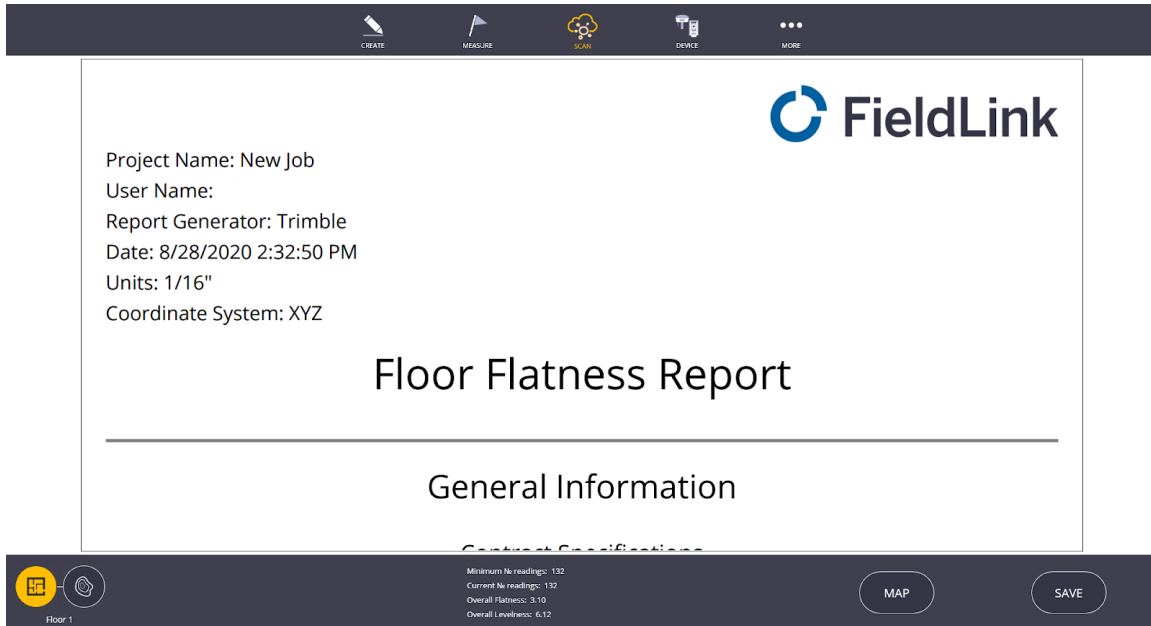 CREATE
MEASURE
SCAN
DEVICE
MORE
FieldLink
Project Name: New Job
User Name:
Report Generator: Trimble
Date: 8/28/2020 2:32:50 PM
Units: 1/16"
Coordinate System: XYZ
Floor Flatness Report
General Information
Contract Specifications
Minimum № readings: 132
Current № readings: 132
Overall Flatness: 3.10
Overall Levelness: 6.12
MAP
SAVE
Floor 1